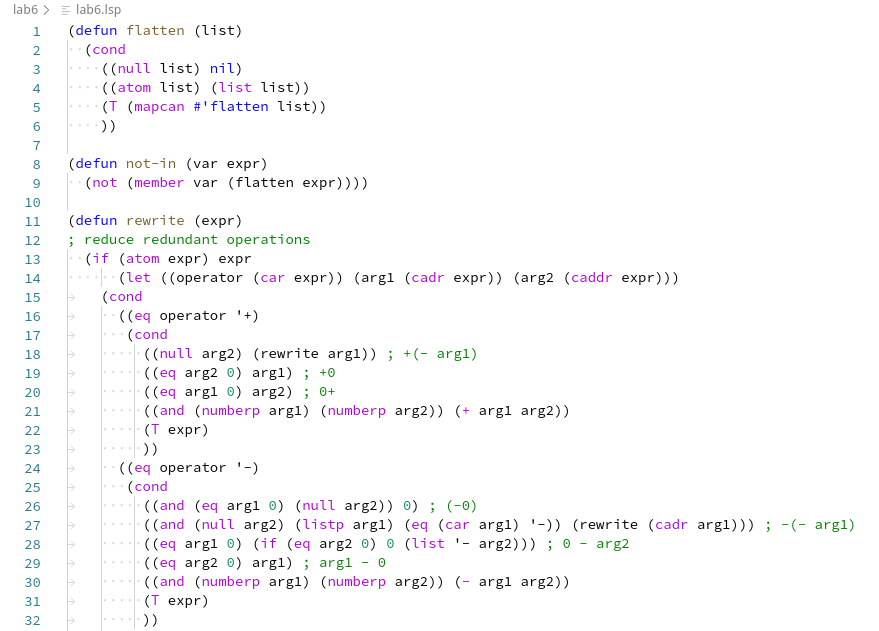 lab6 > lab6.lsp
1 (defun flatten (list)
2   (cond
3     ((null list) nil)
4     ((atom list) (list list))
5     (T (mapcan #'flatten list))
6     ))
7
8 (defun not-in (var expr)
9   (not (member var (flatten expr))))
10
11 (defun rewrite (expr)
12 ; reduce redundant operations
13   (if (atom expr) expr
14       (let ((operator (car expr)) (arg1 (cadr expr)) (arg2 (caddr expr)))
15     (cond
16       ((eq operator '+)
17        (cond
18          ((null arg2) (rewrite arg1)) ; +(- arg1)
19          ((eq arg2 0) arg1) ; +0
20          ((eq arg1 0) arg2) ; 0+
21          ((and (numberp arg1) (numberp arg2)) (+ arg1 arg2))
22          (T expr)
23          ))
24       ((eq operator '-)
25        (cond
26          ((and (eq arg1 0) (null arg2)) 0) ; (-0)
27          ((and (null arg2) (listp arg1) (eq (car arg1) '-)) (rewrite (cadr arg1))) ; -(- arg1)
28          ((eq arg1 0) (if (eq arg2 0) 0 (list '- arg2))) ; 0 - arg2
29          ((eq arg2 0) arg1) ; arg1 - 0
30          ((and (numberp arg1) (numberp arg2)) (- arg1 arg2))
31          (T expr)
32          ))